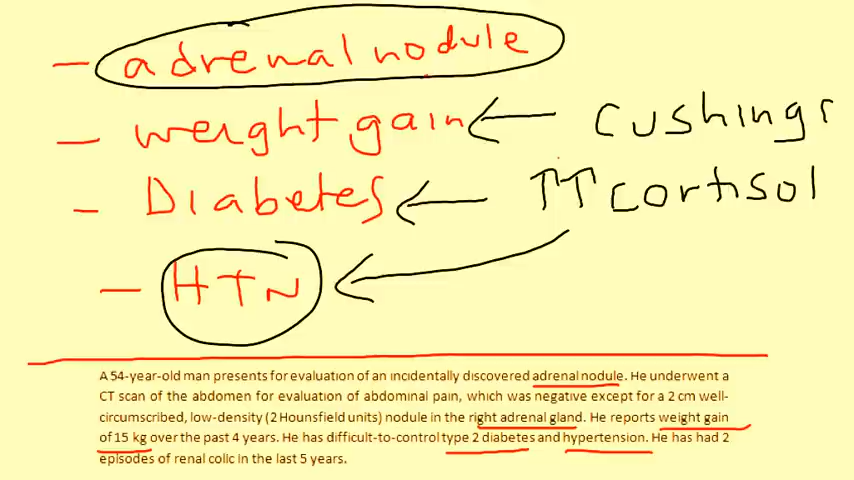 - adrenal nodule
- weight gain ← cushings
- Diabetes ← ↑↑ cortisol
- HTN
A 54-year-old man presents for evaluation of an incidentally discovered adrenal nodule. He underwent a
CT scan of the abdomen for evaluation of abdominal pain, which was negative except for a 2 cm well-
circumscribed, low-density (2 Hounsfield units) nodule in the right adrenal gland. He reports weight gain
of 15 kg over the past 4 years. He has difficult-to-control type 2 diabetes and hypertension. He has had 2
episodes of renal colic in the last 5 years.